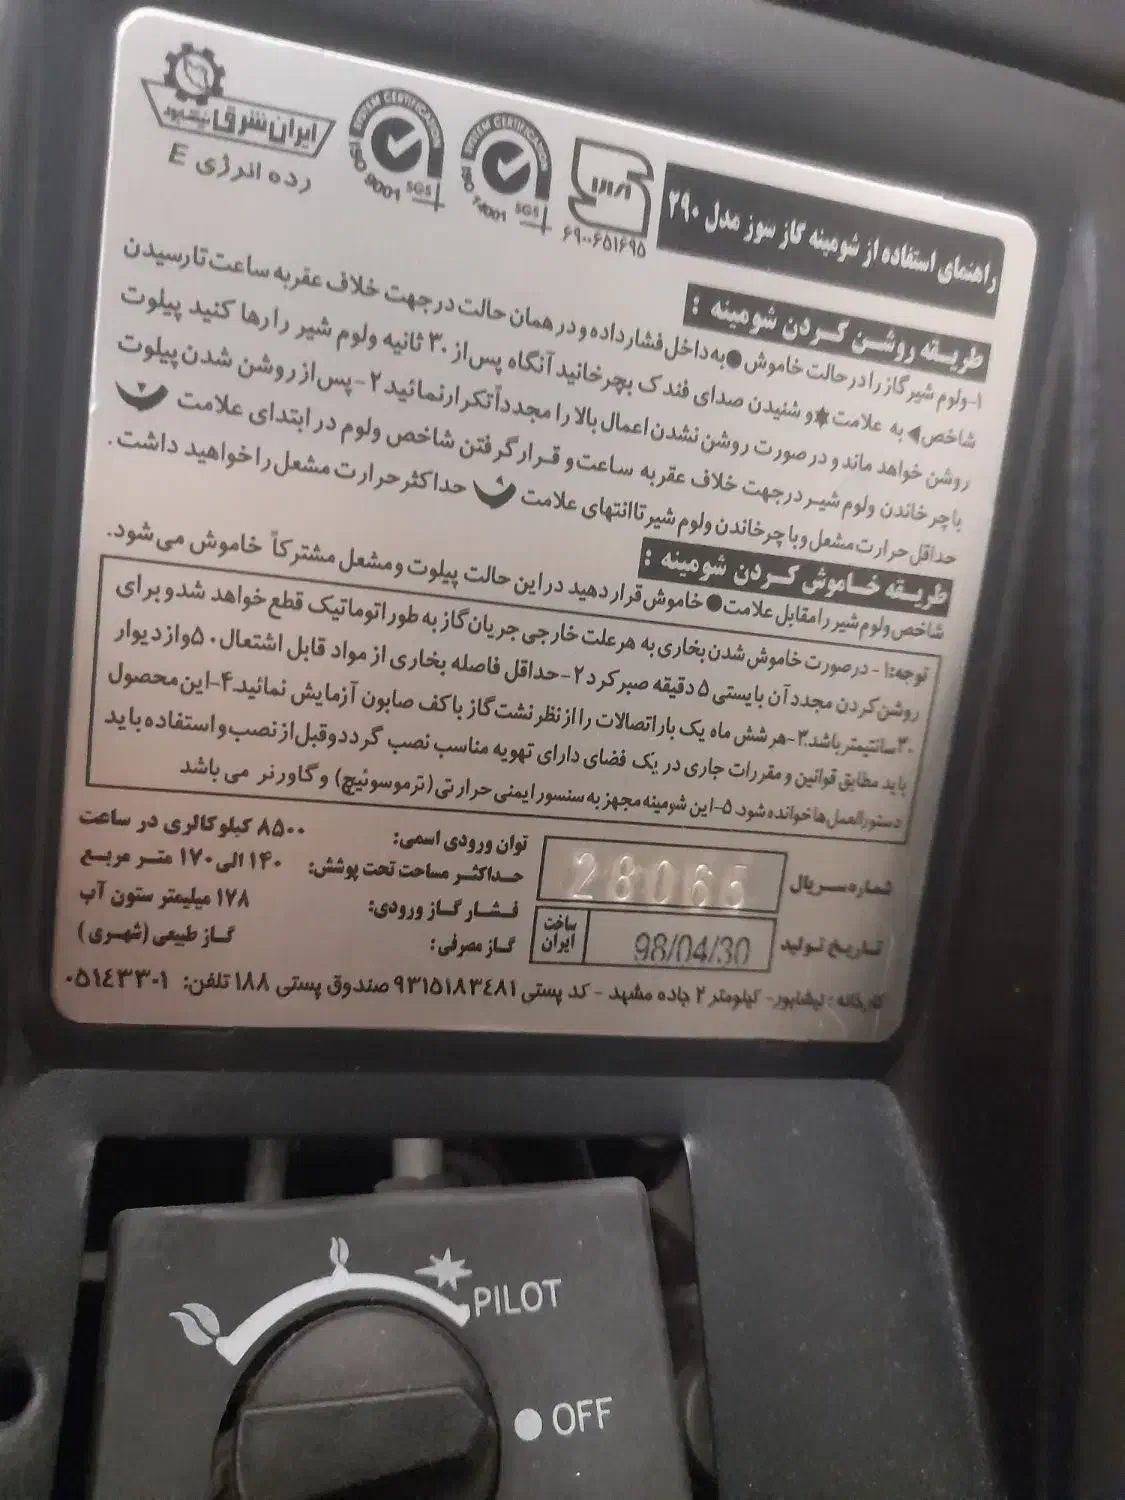 ایران شرق نیشابور
رده انرژی E
SYSTEM CERTIFICATION
ISO 9001
SGS
SYSTEM CERTIFICATION
SGS
۶۹۰۰۶۵۱۶۹۵
راهنمای استفاده از شومینه گاز سوز مدل ۲۹۰
طریقه روشن کردن شومینه :
۱-ولوم شیر گاز را در حالت خاموش ● به داخل فشار داده و در همان حالت در جهت خلاف عقربه ساعت تا رسیدن
شاخص ◀ به علامت ✸ و شنیدن صدای فندک بچرخانید آنگاه پس از ۳۰ ثانیه ولوم شیر را رها کنید پیلوت
روشن خواهد ماند و در صورت روشن نشدن اعمال بالا را مجدداً تکرار نمائید ۲-پس از روشن شدن پیلوت
با چرخاندن ولوم شیر در جهت خلاف عقربه ساعت و قرار گرفتن شاخص ولوم در ابتدای علامت
حداقل حرارت مشعل و با چرخاندن ولوم شیر تا انتهای علامت حداکثر حرارت مشعل را خواهید داشت.
طریقه خاموش کردن شومینه :
شاخص ولوم شیر را مقابل علامت ● خاموش قرار دهید در این حالت پیلوت و مشعل مشترکاً خاموش می شود.
توجه:۱- در صورت خاموش شدن بخاری به هر علت خارجی جریان گاز به طور اتوماتیک قطع خواهد شد و برای
روشن کردن مجدد آن بایستی ۵ دقیقه صبر کرد ۲-حداقل فاصله بخاری از مواد قابل اشتعال ۵۰ و از دیوار
۳۰ سانتیمتر باشد ۳-هر شش ماه یک بار اتصالات را از نظر نشت گاز با کف صابون آزمایش نمائید ۴-این محصول
باید مطابق قوانین و مقررات جاری در یک فضای دارای تهویه مناسب نصب گردد و قبل از نصب و استفاده باید
دستورالعمل ها خوانده شود. ۵-این شومینه مجهز به سنسور ایمنی حرارتی (ترموسوئیچ) و گاورنر می باشد
شماره سریال 28065
تاریخ تولید 98/04/30
ساخت ایران
توان ورودی اسمی: ۸۵۰۰ کیلو کالری در ساعت
حداکثر مساحت تحت پوشش: ۱۴۰ الی ۱۷۰ متر مربع
فشار گاز ورودی: ۱۷۸ میلیمتر ستون آب
گاز مصرفی: گاز طبیعی (شهری)
کارخانه : نیشابور- کیلومتر ۲ جاده مشهد - کد پستی ۹۳۱۵۱۸۳٤۸۱ صندوق پستی ۱۸۸ تلفن: ۰۵۱٤۳۳۰۱
PILOT
OFF